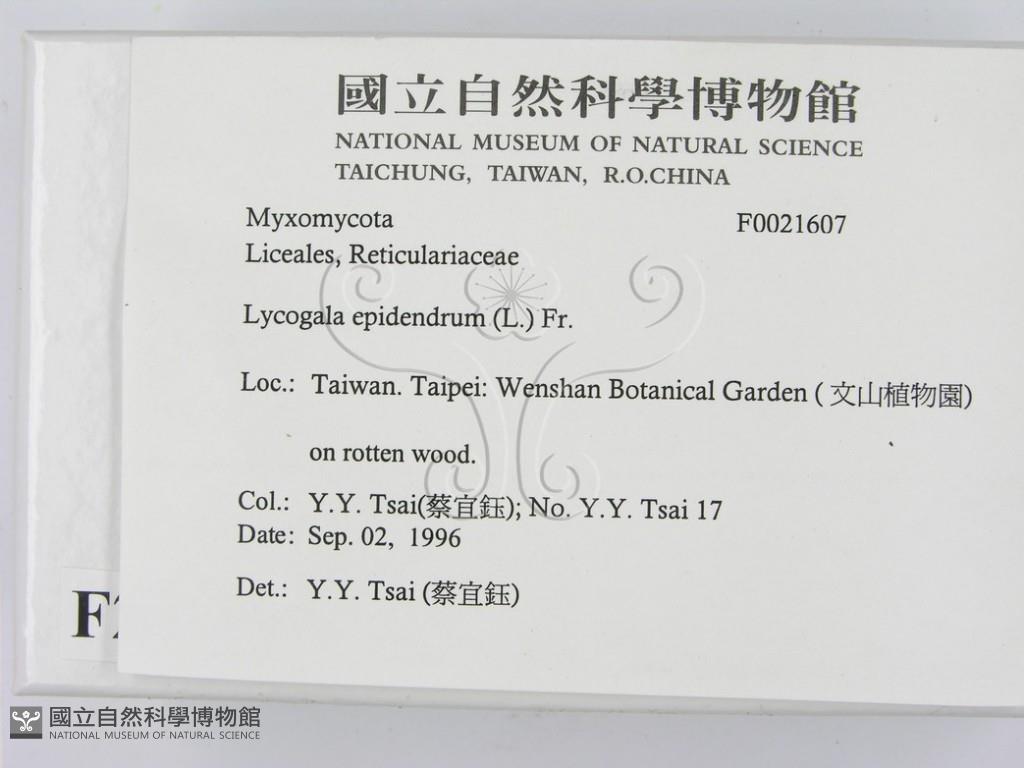 國立自然科學博物館
NATIONAL MUSEUM OF NATURAL SCIENCE
TAICHUNG, TAIWAN, R.O.CHINA
Myxomycota F0021607
Liceales, Reticulariaceae
Lycogala epidendrum (L.) Fr.
Loc.: Taiwan. Taipei: Wenshan Botanical Garden ( 文山植物園)
on rotten wood.
Col.: Y.Y. Tsai(蔡宜鈺); No. Y.Y. Tsai 17
Date: Sep. 02, 1996
Det.: Y.Y. Tsai (蔡宜鈺)
國立自然科學博物館
NATIONAL MUSEUM OF NATURAL SCIENCE